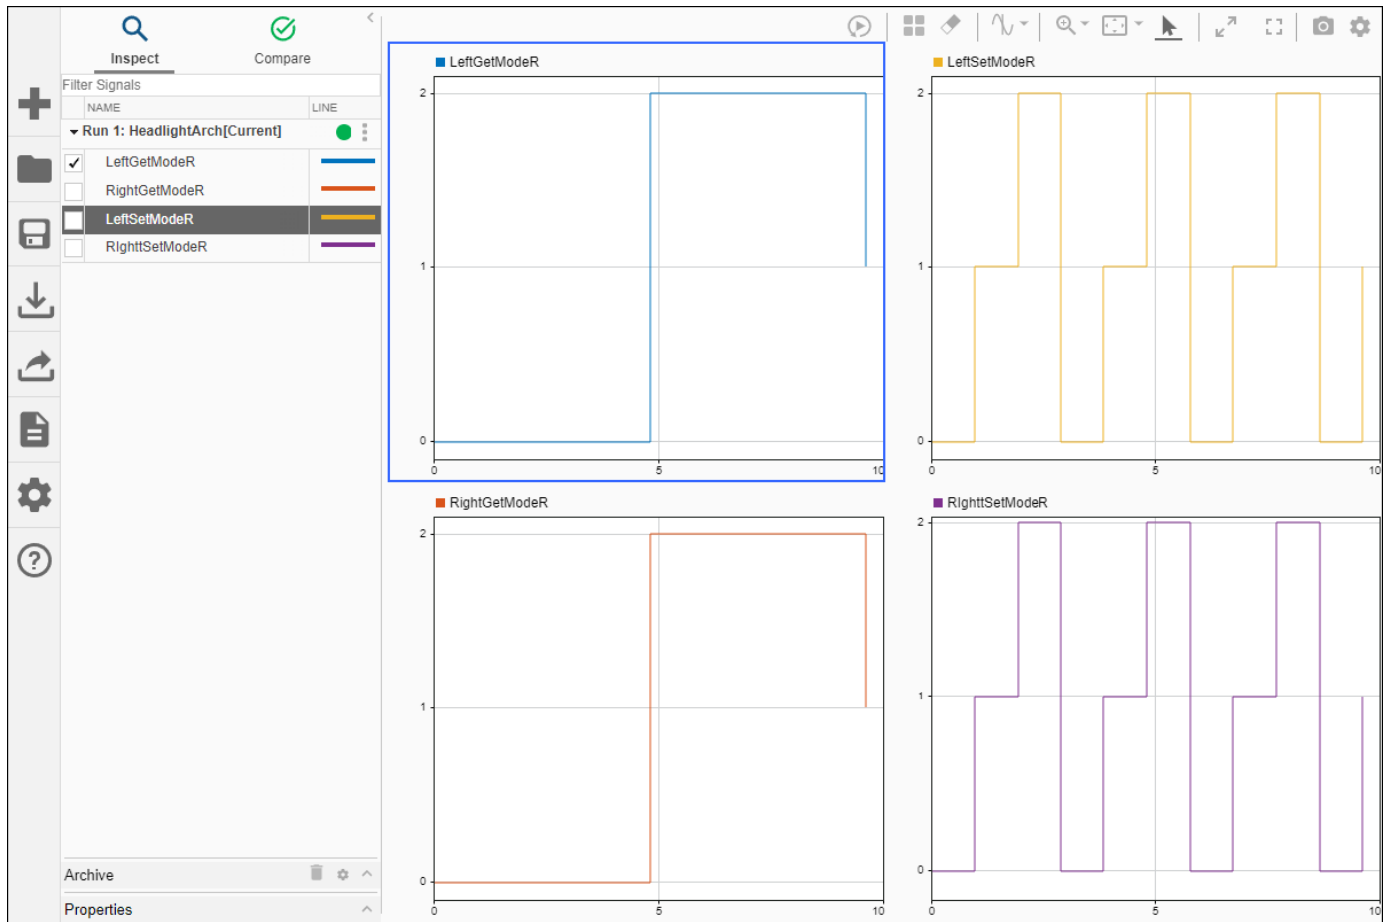 Inspect
Compare
Filter Signals
NAME LINE
Run 1: HeadlightArch[Current]
LeftGetModeR
RightGetModeR
LeftSetModeR
RIghttSetModeR
Archive
Properties
LeftGetModeR
2
1
0
0 5 10
LeftSetModeR
2
1
0
0 5 10
RightGetModeR
2
1
0
0 5 10
RIghttSetModeR
2
1
0
0 5 10